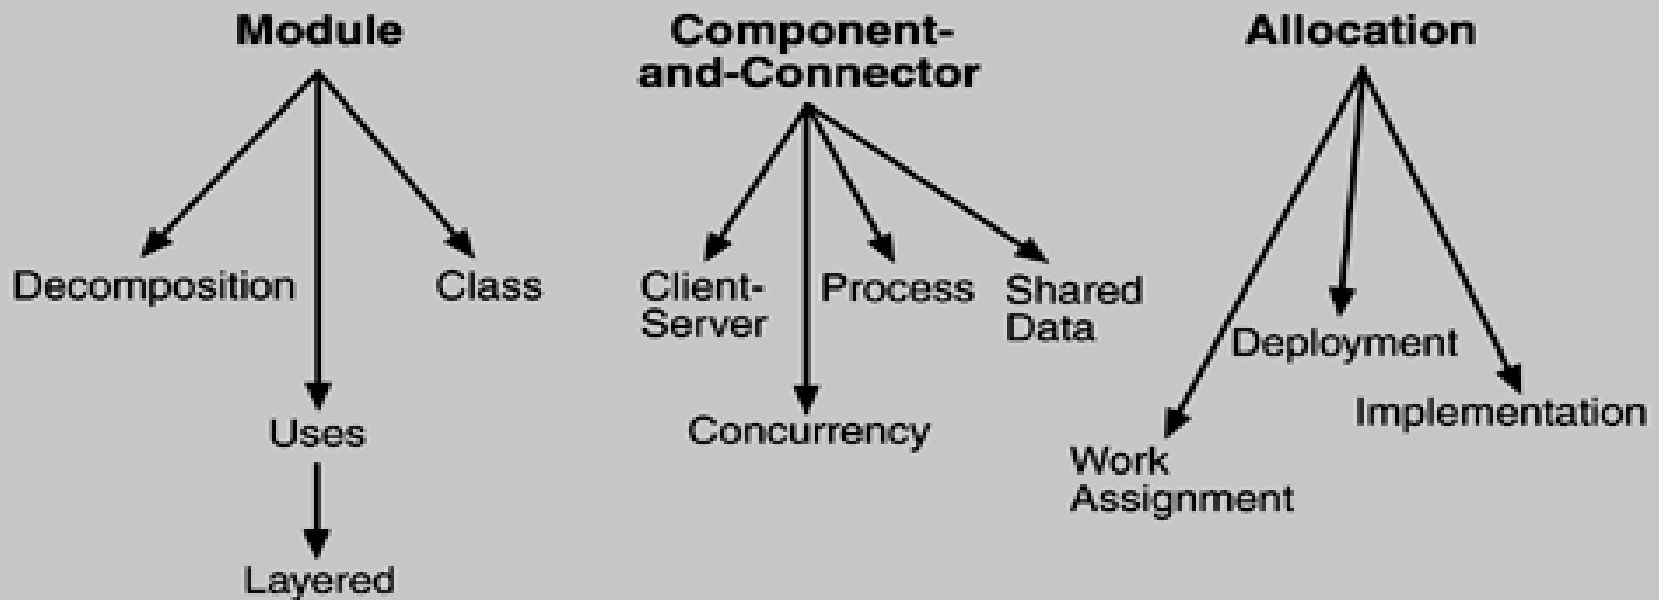 Module
Component-
and-Connector
Allocation
Decomposition
Class
Client-
Server
Process
Shared
Data
Deployment
Implementation
Uses
Concurrency
Work
Assignment
Layered